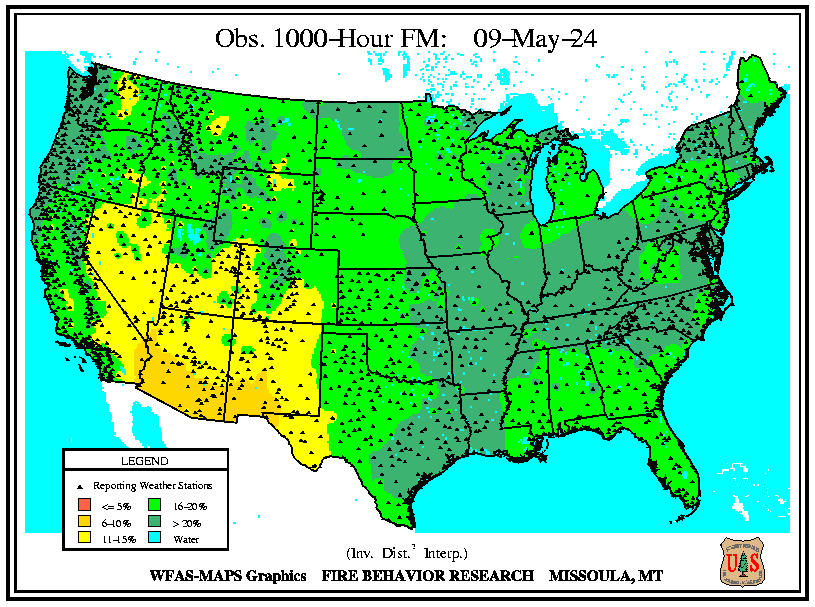 Obs. 1000-Hour FM: 09-May-24
LEGEND
Reporting Weather Stations
<= 5% 16-20%
6-10% > 20%
11-15% Water
(Inv. Dist.² Interp.)
WFAS-MAPS Graphics FIRE BEHAVIOR RESEARCH MISSOULA, MT
U S